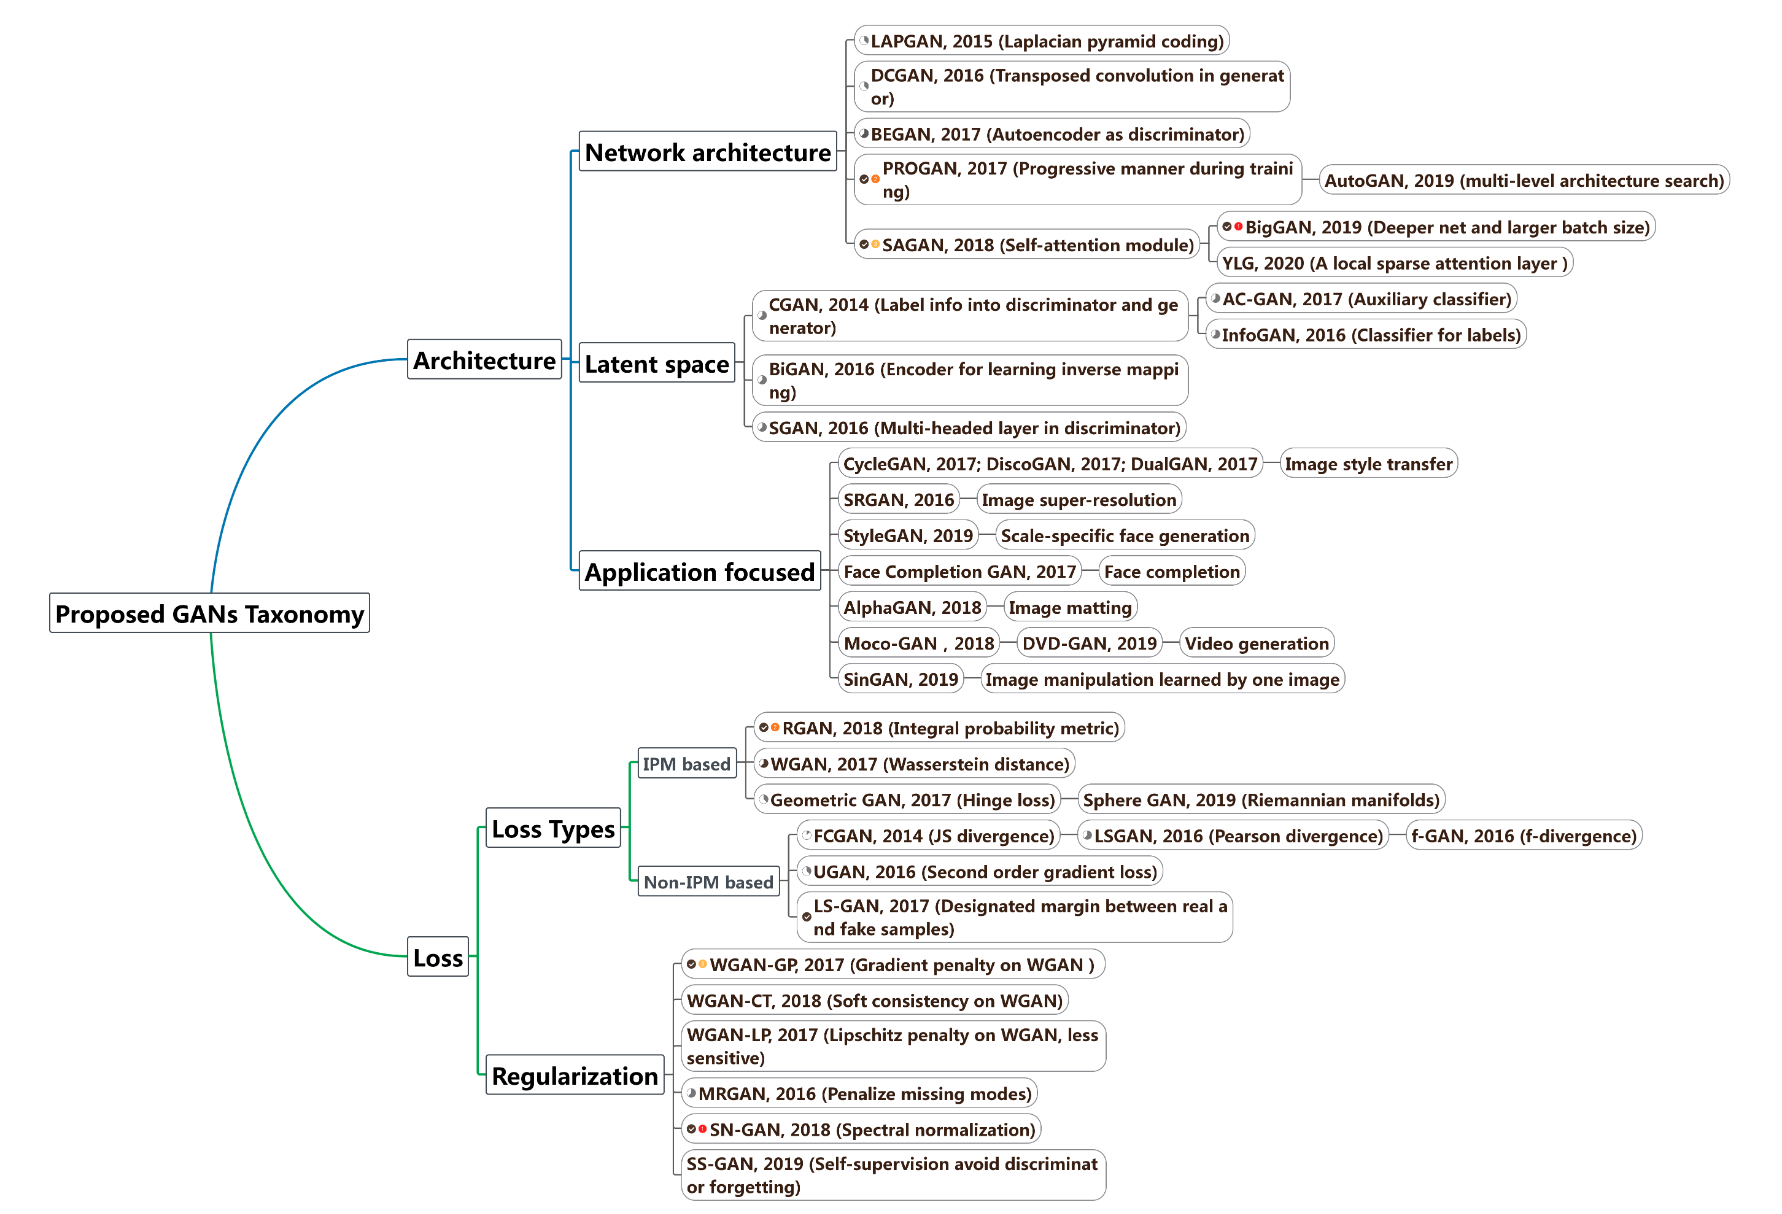 LAPGAN, 2015 (Laplacian pyramid coding)
DCGAN, 2016 (Transposed convolution in generat
or)
BEGAN, 2017 (Autoencoder as discriminator)
Network architecture
PROGAN, 2017 (Progressive manner during traini
ng)
AutoGAN, 2019 (multi-level architecture search)
SAGAN, 2018 (Self-attention module)
BigGAN, 2019 (Deeper net and larger batch size)
YLG, 2020 (A local sparse attention layer )
CGAN, 2014 (Label info into discriminator and ge
nerator)
AC-GAN, 2017 (Auxiliary classifier)
InfoGAN, 2016 (Classifier for labels)
Architecture
Latent space
BiGAN, 2016 (Encoder for learning inverse mappi
ng)
SGAN, 2016 (Multi-headed layer in discriminator)
CycleGAN, 2017; DiscoGAN, 2017; DualGAN, 2017
Image style transfer
SRGAN, 2016
Image super-resolution
StyleGAN, 2019
Scale-specific face generation
Application focused
Face Completion GAN, 2017
Face completion
AlphaGAN, 2018
Image matting
Moco-GAN , 2018
DVD-GAN, 2019
Video generation
SinGAN, 2019
Image manipulation learned by one image
Proposed GANs Taxonomy
RGAN, 2018 (Integral probability metric)
IPM based
WGAN, 2017 (Wasserstein distance)
Geometric GAN, 2017 (Hinge loss)
Sphere GAN, 2019 (Riemannian manifolds)
Loss Types
FCGAN, 2014 (JS divergence)
LSGAN, 2016 (Pearson divergence)
f-GAN, 2016 (f-divergence)
Non-IPM based
UGAN, 2016 (Second order gradient loss)
LS-GAN, 2017 (Designated margin between real a
nd fake samples)
Loss
WGAN-GP, 2017 (Gradient penalty on WGAN )
WGAN-CT, 2018 (Soft consistency on WGAN)
WGAN-LP, 2017 (Lipschitz penalty on WGAN, less
sensitive)
Regularization
MRGAN, 2016 (Penalize missing modes)
SN-GAN, 2018 (Spectral normalization)
SS-GAN, 2019 (Self-supervision avoid discriminat
or forgetting)